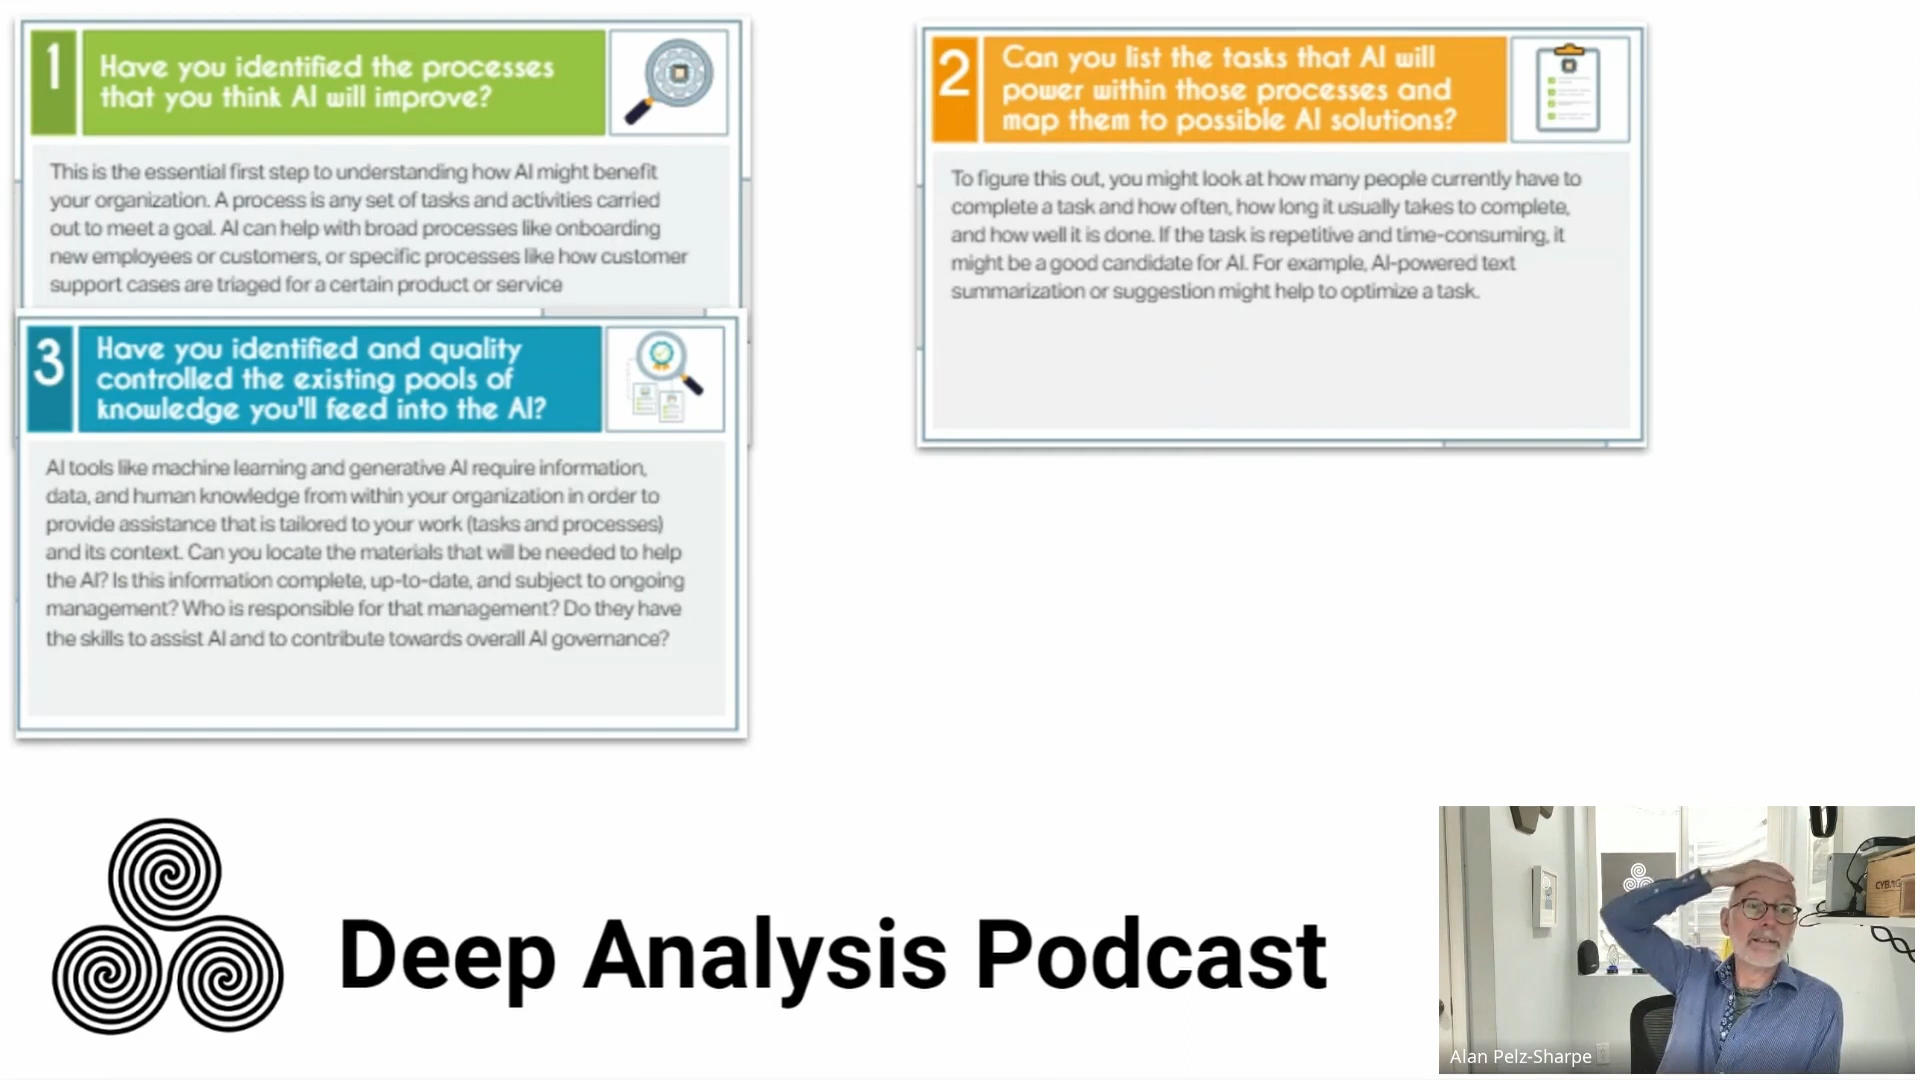 1
Have you identified the processes
that you think AI will improve?
This is the essential first step to understanding how AI might benefit
your organization. A process is any set of tasks and activities carried
out to meet a goal. AI can help with broad processes like onboarding
new employees or customers, or specific processes like how customer
support cases are triaged for a certain product or service
2
Can you list the tasks that AI will
power within those processes and
map them to possible AI solutions?
To figure this out, you might look at how many people currently have to
complete a task and how often, how long it usually takes to complete,
and how well it is done. If the task is repetitive and time-consuming, it
might be a good candidate for AI. For example, AI-powered text
summarization or suggestion might help to optimize a task.
3
Have you identified and quality
controlled the existing pools of
knowledge you'll feed into the AI?
AI tools like machine learning and generative AI require information,
data, and human knowledge from within your organization in order to
provide assistance that is tailored to your work (tasks and processes)
and its context. Can you locate the materials that will be needed to help
the AI? Is this information complete, up-to-date, and subject to ongoing
management? Who is responsible for that management? Do they have
the skills to assist AI and to contribute towards overall AI governance?
Deep Analysis Podcast
Alan Pelz-Sharpe